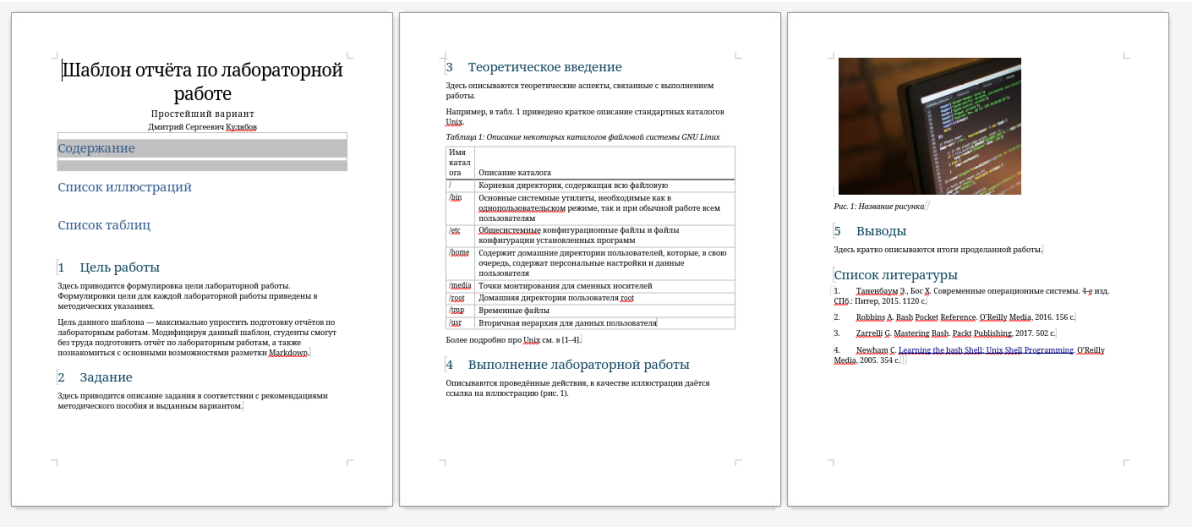 Шаблон отчёта по лабораторной
работе
Простейший вариант
Дмитрий Сергеевич Кулябов
Содержание
Список иллюстраций
Список таблиц
1 Цель работы
Здесь приводится формулировка цели лабораторной работы.
Формулировки цели для каждой лабораторной работы приведены в
методических указаниях.
Цель данного шаблона — максимально упростить подготовку отчётов по
лабораторным работам. Модифицируя данный шаблон, студенты смогут
без труда подготовить отчёт по лабораторным работам, а также
познакомиться с основными возможностями разметки Markdown.
2 Задание
Здесь приводится описание задания в соответствии с рекомендациями
методического пособия и выданным вариантом.
3 Теоретическое введение
Здесь описываются теоретические аспекты, связанные с выполнением
работы.
Например, в табл. 1 приведено краткое описание стандартных каталогов
Unix.
Таблица 1: Описание некоторых каталогов файловой системы GNU Linux
Имя
катал
ога
Описание каталога
/ Корневая директория, содержащая всю файловую
/bin Основные системные утилиты, необходимые как в
однопользовательском режиме, так и при обычной работе всем
пользователям
/etc Общесистемные конфигурационные файлы и файлы
конфигурации установленных программ
/home Содержит домашние директории пользователей, которые, в свою
очередь, содержат персональные настройки и данные
пользователя
/media Точки монтирования для сменных носителей
/root Домашняя директория пользователя root
/tmp Временные файлы
/usr Вторичная иерархия для данных пользователя
Более подробно про Unix см. в [1–4].
4 Выполнение лабораторной работы
Описываются проведённые действия, в качестве иллюстрации даётся
ссылка на иллюстрацию (рис. 1).
Рис. 1: Название рисунка
5 Выводы
Здесь кратко описываются итоги проделанной работы.
Список литературы
1. Таненбаум Э., Бос Х. Современные операционные системы. 4-е изд.
СПб.: Питер, 2015. 1120 с.
2. Robbins A. Bash Pocket Reference. O'Reilly Media, 2016. 156 с.
3. Zarrelli G. Mastering Bash. Packt Publishing, 2017. 502 с.
4. Newham C. Learning the bash Shell: Unix Shell Programming. O'Reilly
Media, 2005. 354 с.